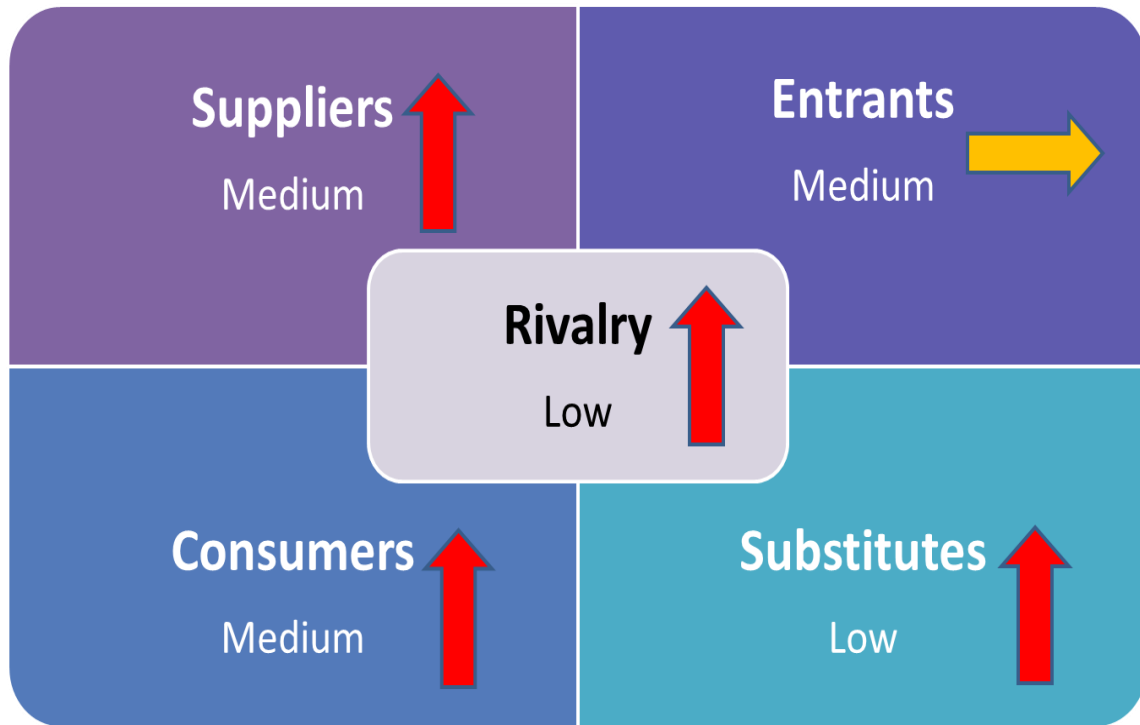 Suppliers
Medium
Entrants
Medium
Rivalry
Low
Consumers
Medium
Substitutes
Low